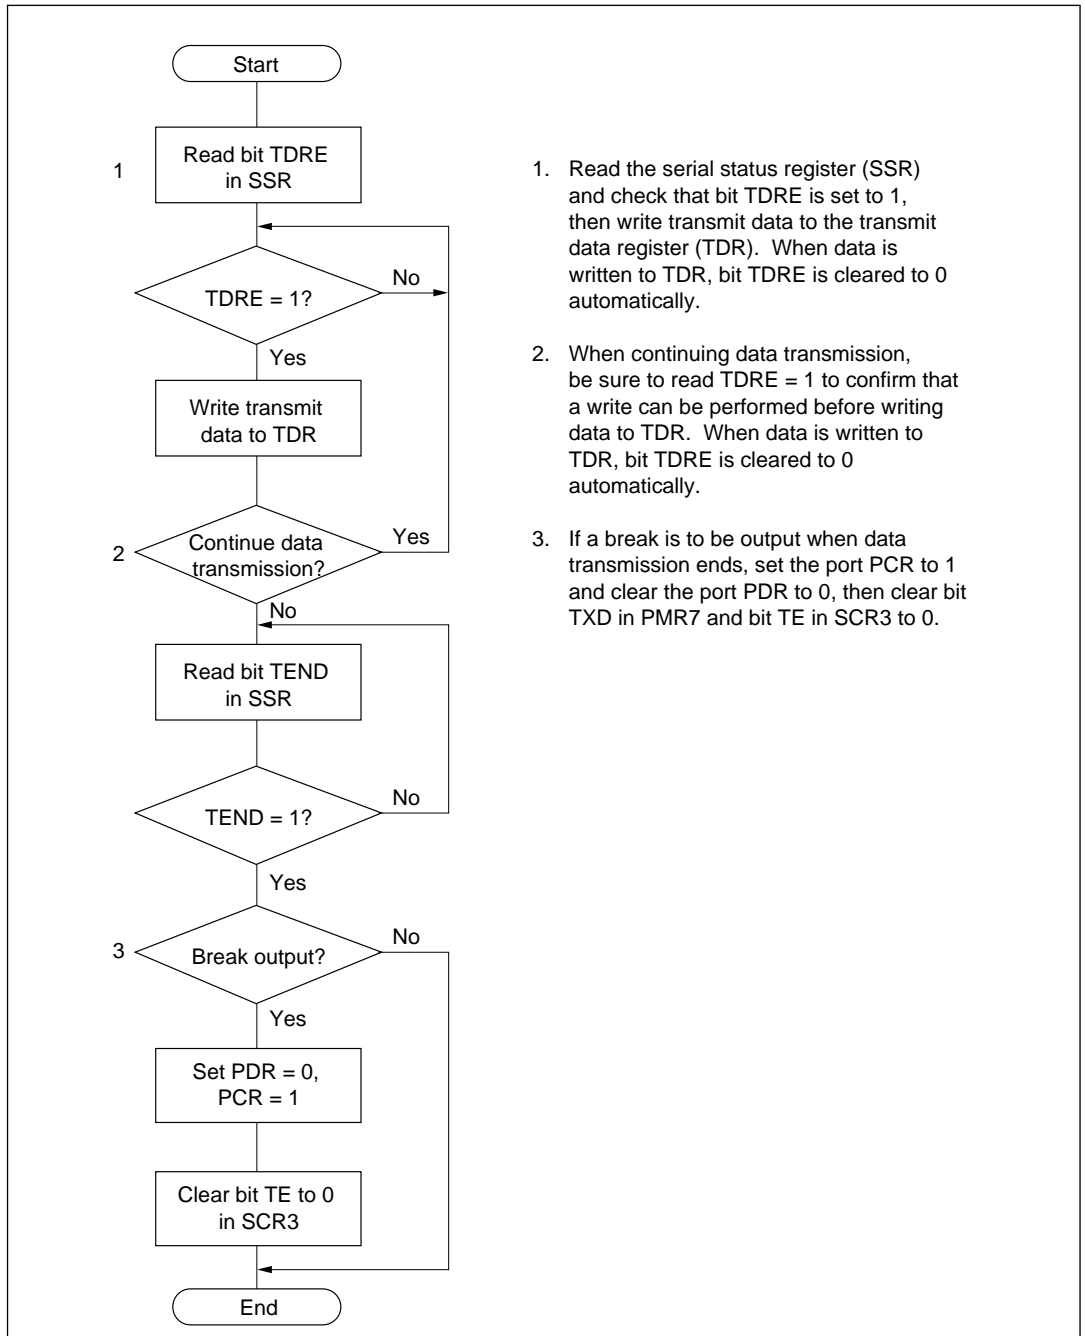 Start
1
Read bit TDRE
in SSR
TDRE = 1?
No
Yes
Write transmit
data to TDR
2
Continue data
transmission?
Yes
No
Read bit TEND
in SSR
TEND = 1?
No
Yes
3
Break output?
No
Yes
Set PDR = 0,
PCR = 1
Clear bit TE to 0
in SCR3
End
1. Read the serial status register (SSR)
and check that bit TDRE is set to 1,
then write transmit data to the transmit
data register (TDR). When data is
written to TDR, bit TDRE is cleared to 0
automatically.
2. When continuing data transmission,
be sure to read TDRE = 1 to confirm that
a write can be performed before writing
data to TDR. When data is written to
TDR, bit TDRE is cleared to 0
automatically.
3. If a break is to be output when data
transmission ends, set the port PCR to 1
and clear the port PDR to 0, then clear bit
TXD in PMR7 and bit TE in SCR3 to 0.